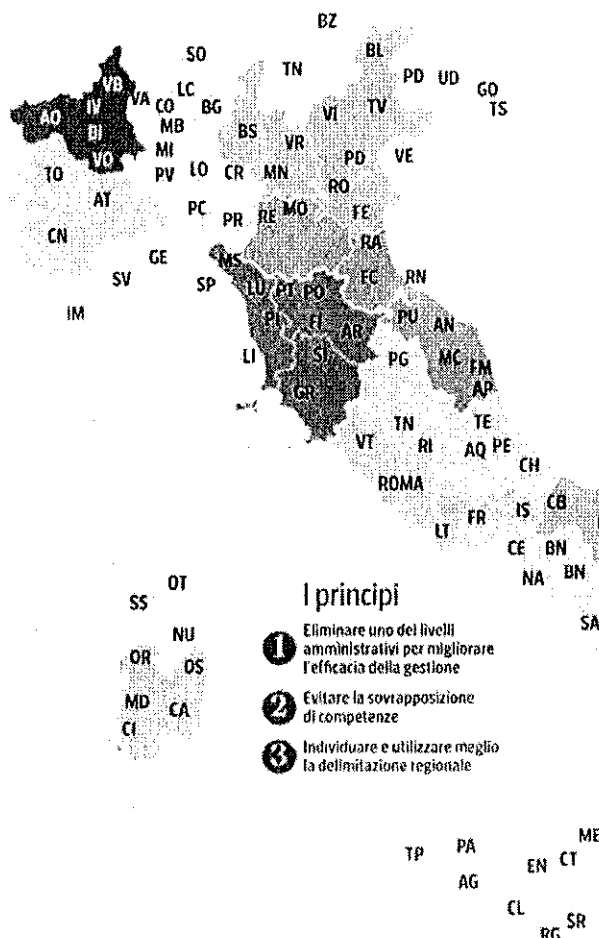 BZ
SO
BL
TN
PD
UD
GO
TS
VB
LC
VA
CO
BG
AO
IV
VI
TV
BI
MB
BS
VR
VO
MI
PD
VE
TO
PV
LO
CR
MN
RO
AT
PC
PR
RE
MO
FE
CN
RA
GE
MS
FC
RN
SV
SP
LU
PT
PO
IM
PU
PI
FI
AN
AR
LI
SI
PG
MC
FM
AP
GR
TN
TE
VT
RI
AQ
PE
CH
ROMA
IS
CB
LT
FR
CE
BN
NA
BN
OT
SS
SA
NU
OR
OS
MD
CA
CI
I principi
1 Eliminare uno dei livelli
amministrativi per migliorare
l'efficacia della gestione
2 Evitare la sovrapposizione
di competenze
3 Individuare e utilizzare meglio
la delimitazione regionale
ME
TP
PA
EN
CT
AG
CL
SR
RG